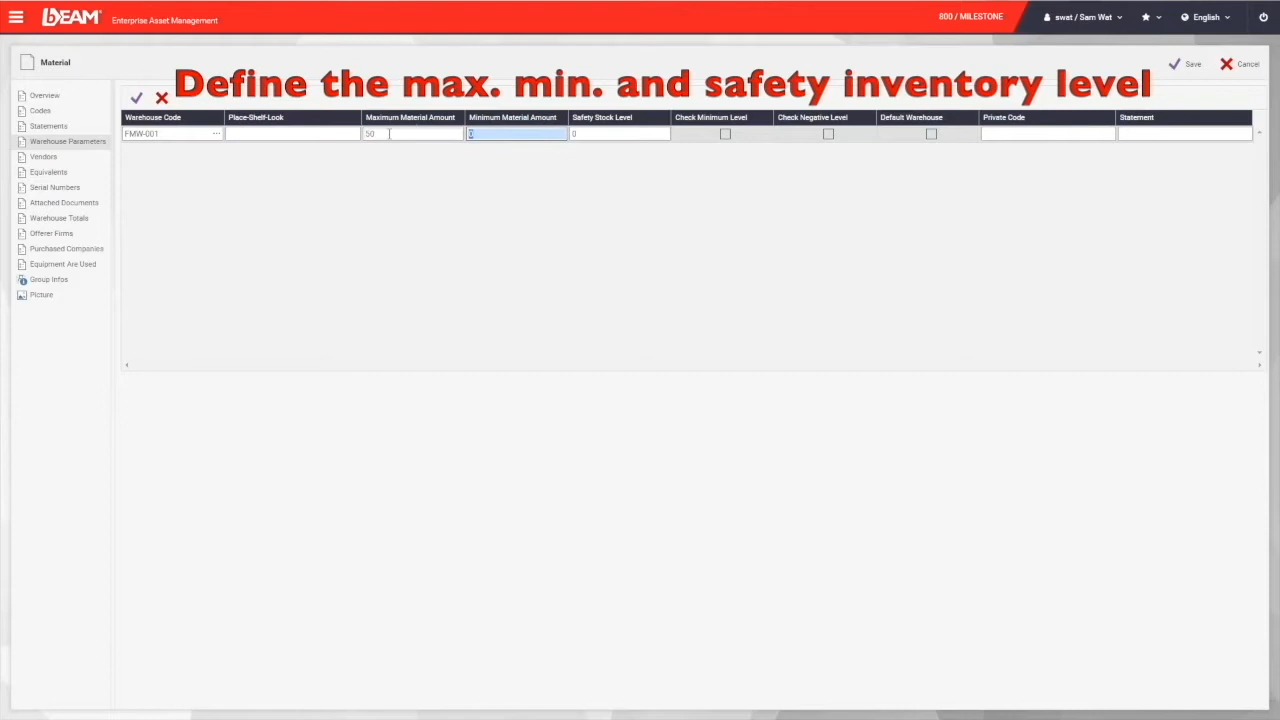 bEAM® Enterprise Asset Management
800 / MILESTONE
swat / Sam Wat
English
Material
Save
Cancel
Define the max. min. and safety inventory level
Overview
Codes
Statements
Warehouse Parameters
Vendors
Equivalents
Serial Numbers
Attached Documents
Warehouse Totals
Offerer Firms
Purchased Companies
Equipment Are Used
Group Infos
Picture
Warehouse Code Place-Shelf-Look Maximum Material Amount Minimum Material Amount Safety Stock Level Check Minimum Level Check Negative Level Default Warehouse Private Code Statement
FMW-001 ... 50 0 0